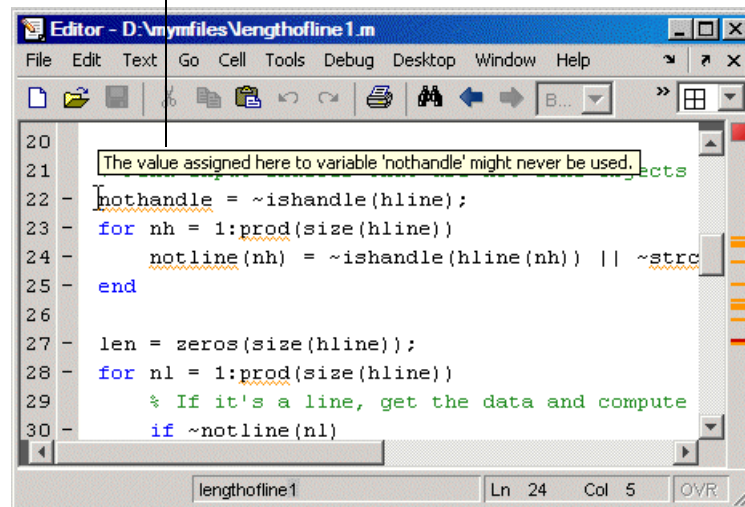 Editor - D:\mymfiles\lengthofline1.m
File Edit Text Go Cell Tools Debug Desktop Window Help
B...
20
The value assigned here to variable 'nothandle' might never be used.
21 objects
22 - nothandle = ~ishandle(hline);
23 - for nh = 1:prod(size(hline))
24 - notline(nh) = ~ishandle(hline(nh)) || ~strc
25 - end
26
27 - len = zeros(size(hline));
28 - for nl = 1:prod(size(hline))
29 % If it's a line, get the data and compute
30 - if ~notline(nl)
lengthofline1 Ln 24 Col 5 OVR